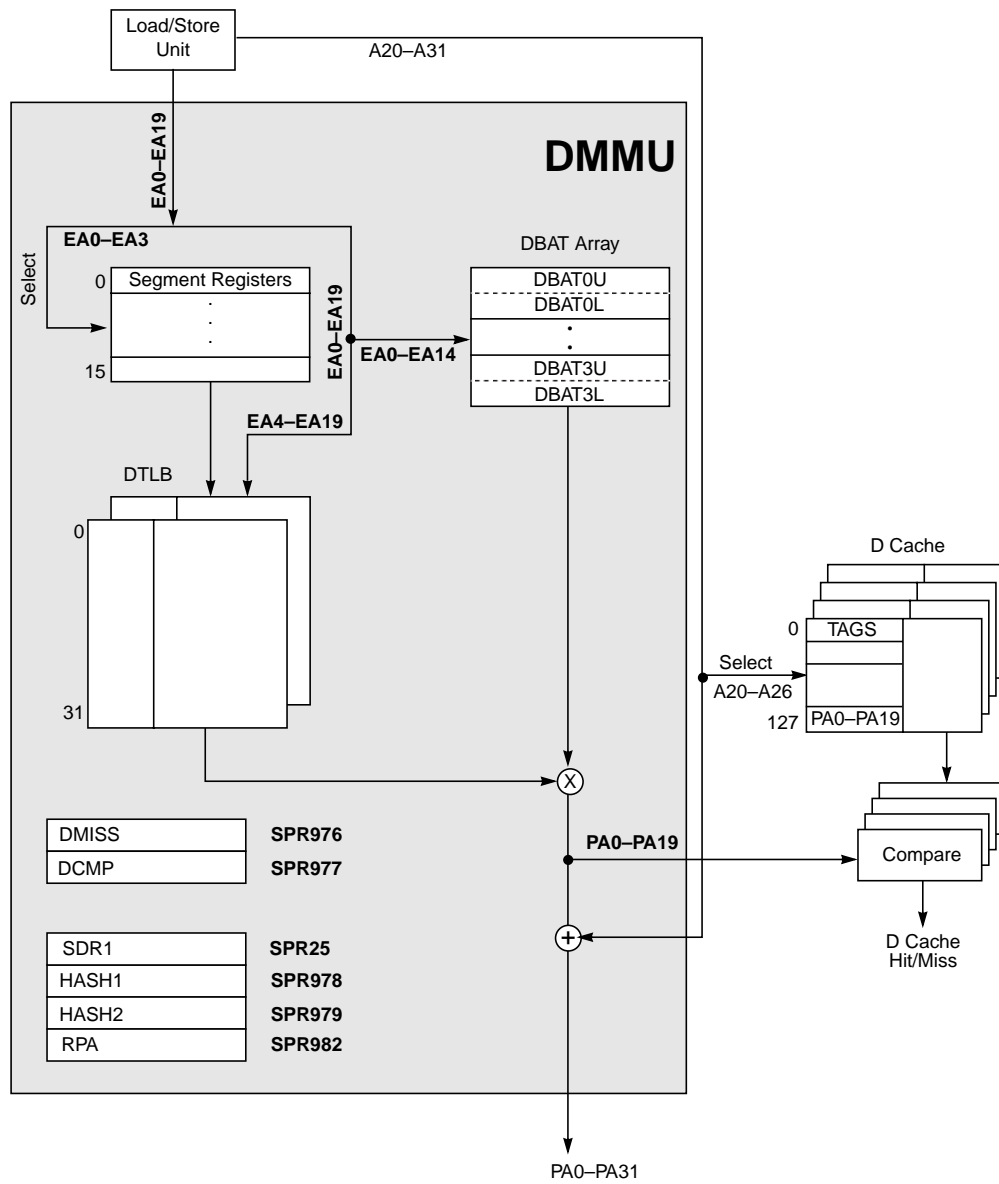 Load/Store
Unit
A20–A31
EA0–EA19
DMMU
EA0–EA3
Select
0
Segment Registers
.
.
.
15
EA0–EA19
EA0–EA14
EA4–EA19
DBAT Array
DBAT0U
DBAT0L
•
•
DBAT3U
DBAT3L
DTLB
0
31
D Cache
0
TAGS
Select
A20–A26
127
PA0–PA19
X
PA0–PA19
Compare
+
D Cache
Hit/Miss
DMISS SPR976
DCMP SPR977
SDR1 SPR25
HASH1 SPR978
HASH2 SPR979
RPA SPR982
PA0–PA31